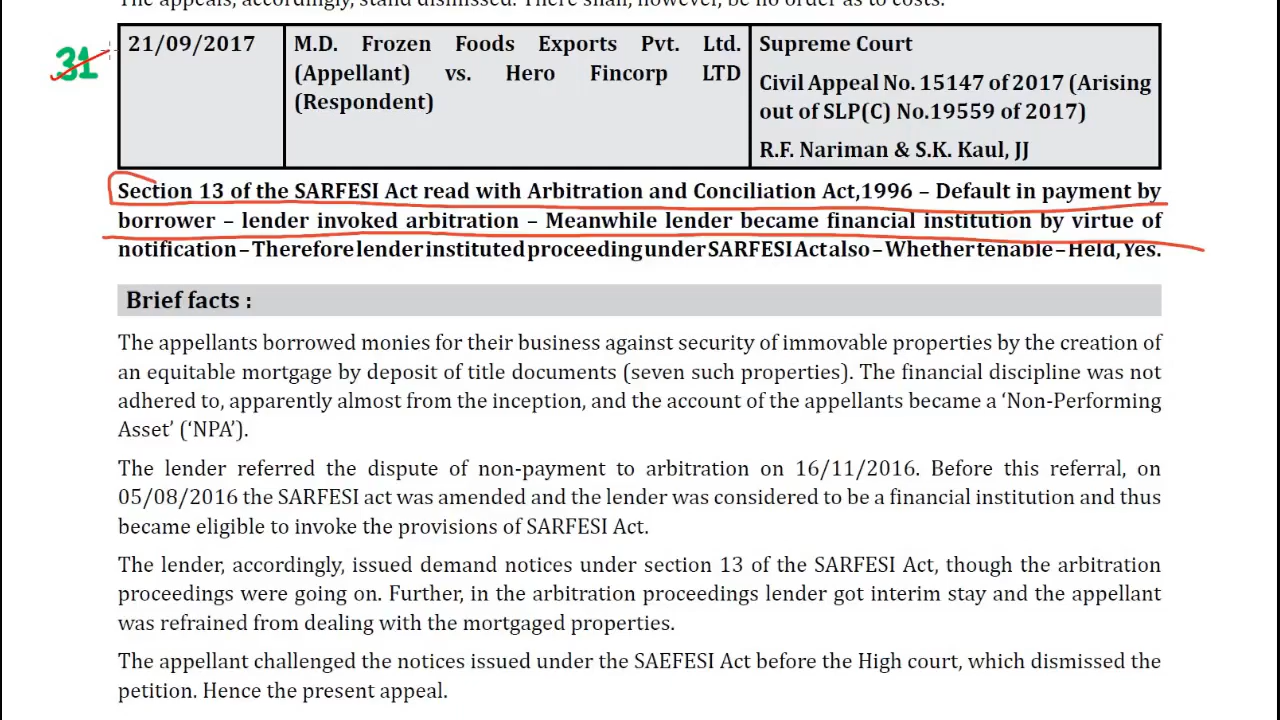 The appeals, accordingly, stand dismissed. There shall, however, be no order as to costs.
31
21/09/2017
M.D. Frozen Foods Exports Pvt. Ltd.
(Appellant) vs. Hero Fincorp LTD
(Respondent)
Supreme Court
Civil Appeal No. 15147 of 2017 (Arising
out of SLP(C) No.19559 of 2017)
R.F. Nariman & S.K. Kaul, JJ
Section 13 of the SARFESI Act read with Arbitration and Conciliation Act,1996 – Default in payment by
borrower – lender invoked arbitration – Meanwhile lender became financial institution by virtue of
notification – Therefore lender instituted proceeding under SARFESI Act also – Whether tenable – Held, Yes.
Brief facts :
The appellants borrowed monies for their business against security of immovable properties by the creation of
an equitable mortgage by deposit of title documents (seven such properties). The financial discipline was not
adhered to, apparently almost from the inception, and the account of the appellants became a ‘Non-Performing
Asset’ (‘NPA’).
The lender referred the dispute of non-payment to arbitration on 16/11/2016. Before this referral, on
05/08/2016 the SARFESI act was amended and the lender was considered to be a financial institution and thus
became eligible to invoke the provisions of SARFESI Act.
The lender, accordingly, issued demand notices under section 13 of the SARFESI Act, though the arbitration
proceedings were going on. Further, in the arbitration proceedings lender got interim stay and the appellant
was refrained from dealing with the mortgaged properties.
The appellant challenged the notices issued under the SAEFESI Act before the High court, which dismissed the
petition. Hence the present appeal.